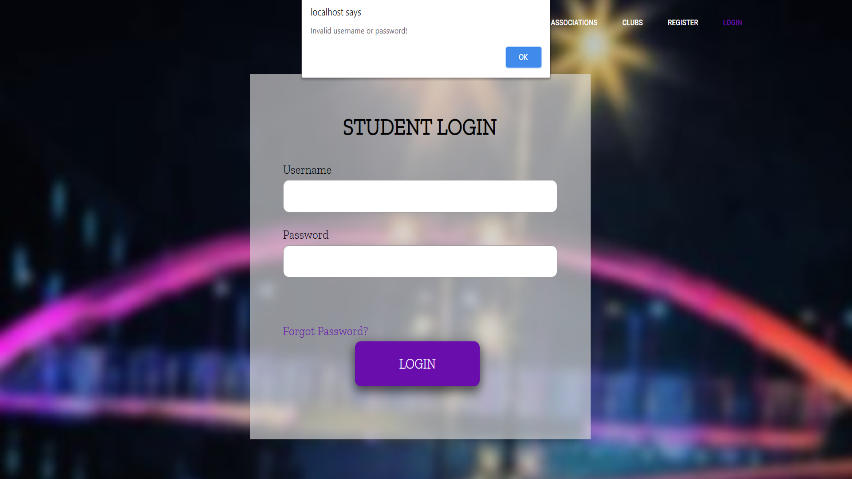 localhost says
Invalid username or password!
OK
ASSOCIATIONS CLUBS REGISTER LOGIN
STUDENT LOGIN
Username
Password
Forgot Password?
LOGIN